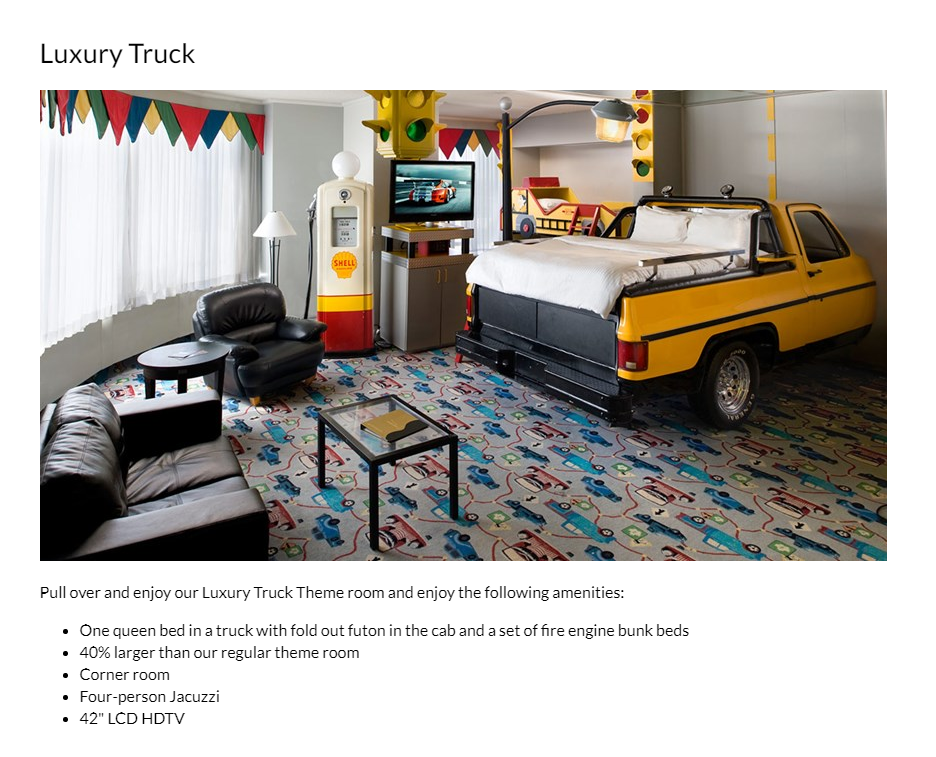 Luxury Truck
SHELL
Pull over and enjoy our Luxury Truck Theme room and enjoy the following amenities:
One queen bed in a truck with fold out futon in the cab and a set of fire engine bunk beds
40% larger than our regular theme room
Corner room
Four-person Jacuzzi
42" LCD HDTV